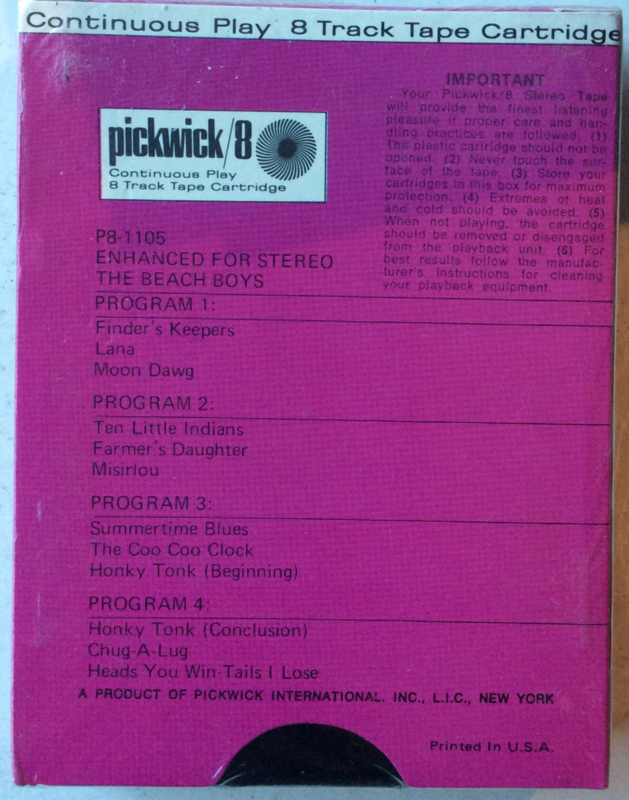 Continuous Play 8 Track Tape Cartridge
IMPORTANT
Your Pickwick/8 Stereo Tape
will provide the finest listening
pleasure if proper care and han-
dling practices are followed. (1)
The plastic cartridge should not be
opened. (2) Never touch the sur-
face of the tape. (3) Store your
cartridges in this box for maximum
protection. (4) Extremes of heat
and cold should be avoided. (5)
When not playing, the cartridge
should be removed or disengaged
from the playback unit. (6) For
best results follow the manufac-
turer's instructions for cleaning
your playback equipment.
pickwick/8
Continuous Play
8 Track Tape Cartridge
P8-1105
ENHANCED FOR STEREO
THE BEACH BOYS
PROGRAM 1:
Finder's Keepers
Lana
Moon Dawg
PROGRAM 2:
Ten Little Indians
Farmer's Daughter
Misirlou
PROGRAM 3:
Summertime Blues
The Coo Coo Clock
Honky Tonk (Beginning)
PROGRAM 4:
Honky Tonk (Conclusion)
Chug-A-Lug
Heads You Win-Tails I Lose
A PRODUCT OF PICKWICK INTERNATIONAL. INC., L.I.C., NEW YORK
Printed In U.S.A.